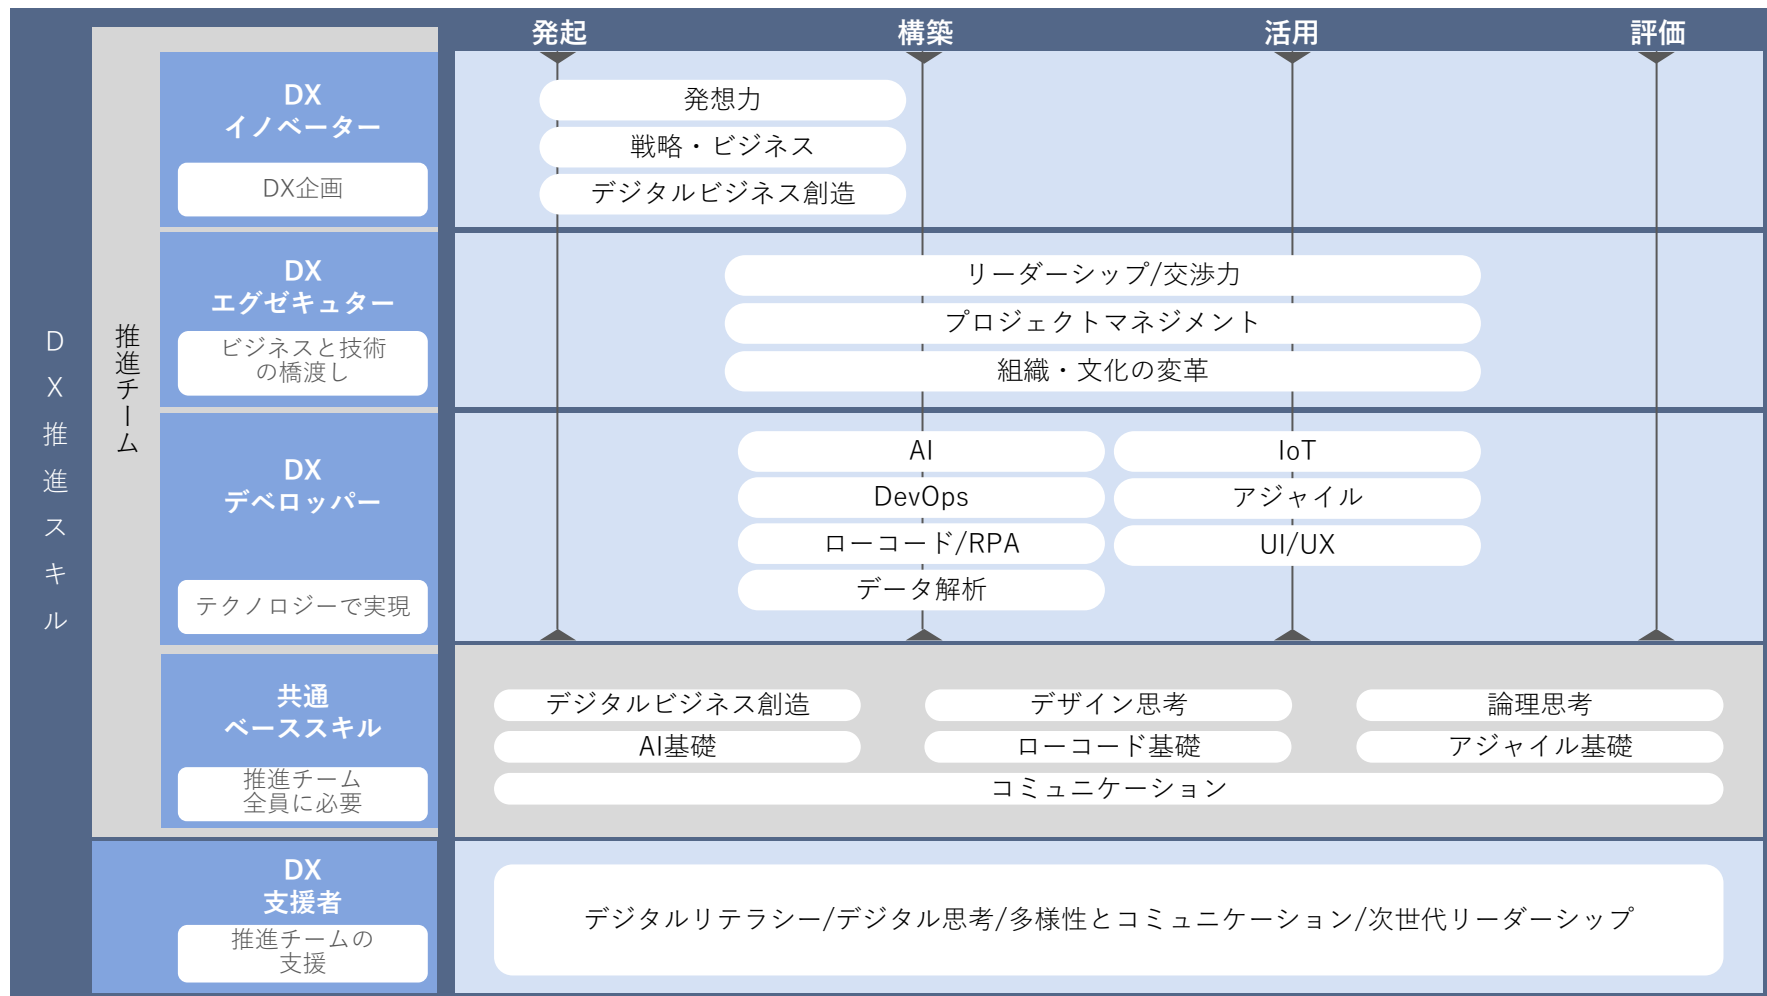 発起
構築
活用
評価
DX推進スキル
推進チーム
DX
イノベーター
DX企画
発想力
戦略・ビジネス
デジタルビジネス創造
DX
エグゼキュター
ビジネスと技術
の橋渡し
リーダーシップ/交渉力
プロジェクトマネジメント
組織・文化の変革
DX
デベロッパー
テクノロジーで実現
AI
IoT
DevOps
アジャイル
ローコード/RPA
UI/UX
データ解析
共通
ベーススキル
推進チーム
全員に必要
デジタルビジネス創造
デザイン思考
論理思考
AI基礎
ローコード基礎
アジャイル基礎
コミュニケーション
DX
支援者
推進チームの
支援
デジタルリテラシー/デジタル思考/多様性とコミュニケーション/次世代リーダーシップ